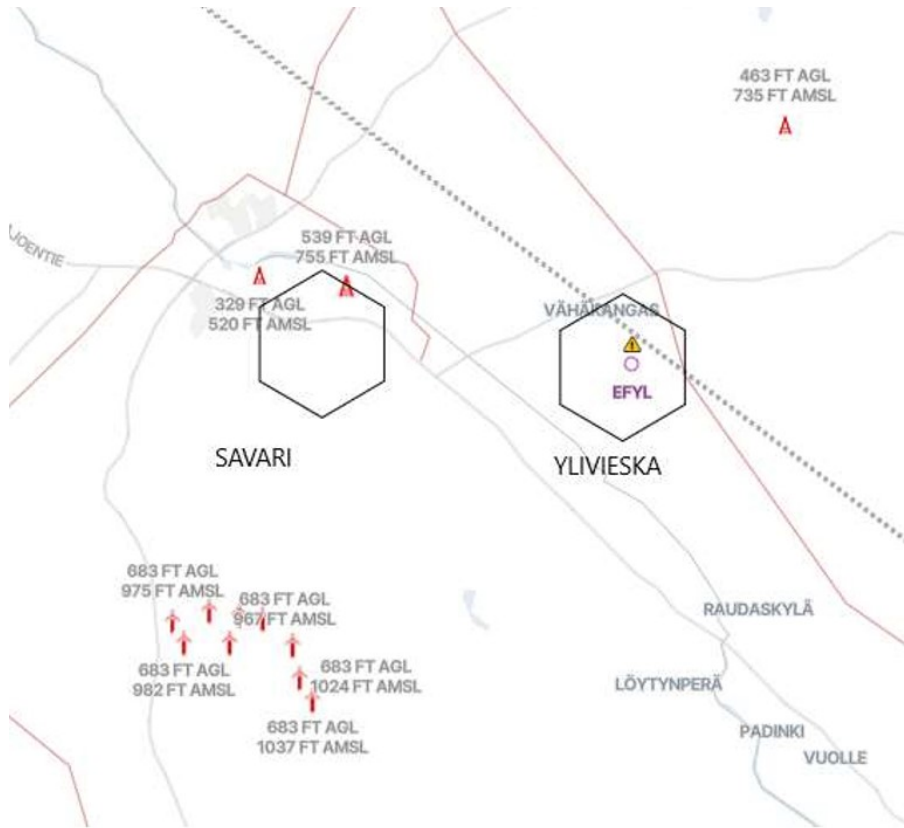 463 FT AGL
735 FT AMSL
JOENTIE
539 FT AGL
755 FT AMSL
329 FT AGL
520 FT AMSL
VÄHÄKANGAS
EFYL
SAVARI
YLIVIESKA
683 FT AGL
975 FT AMSL
683 FT AGL
967 FT AMSL
683 FT AGL
982 FT AMSL
683 FT AGL
1024 FT AMSL
683 FT AGL
1037 FT AMSL
RAUDASKYLÄ
LÖYTYNPERÄ
PADINKI
VUOLLE